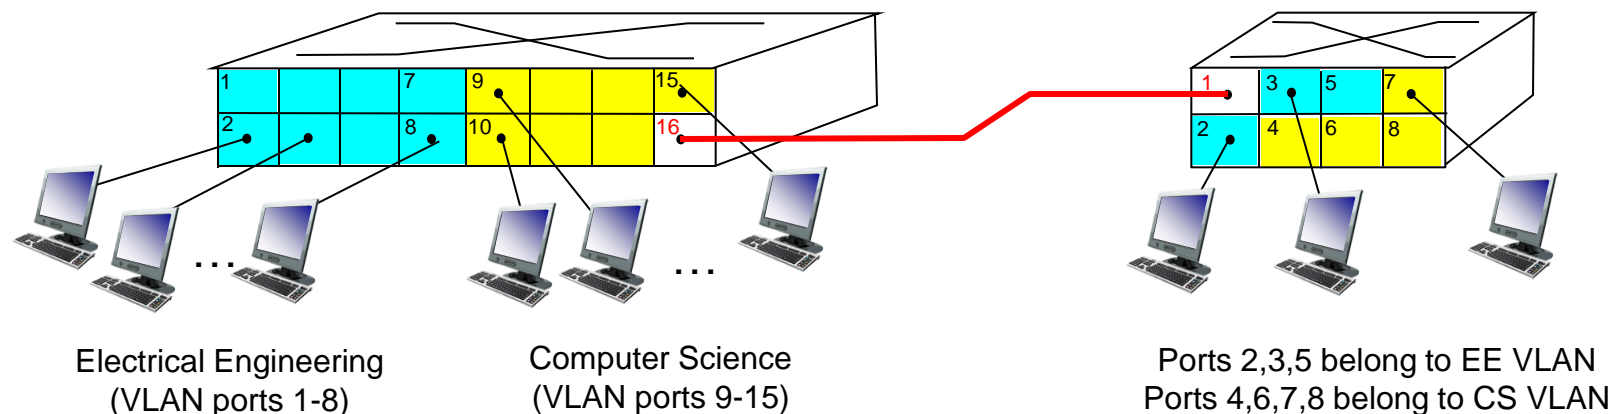 1 7 9 15
2 8 10 16
1 3 5 7
2 4 6 8
... ...
Electrical Engineering
(VLAN ports 1-8)
Computer Science
(VLAN ports 9-15)
Ports 2,3,5 belong to EE VLAN
Ports 4,6,7,8 belong to CS VLAN